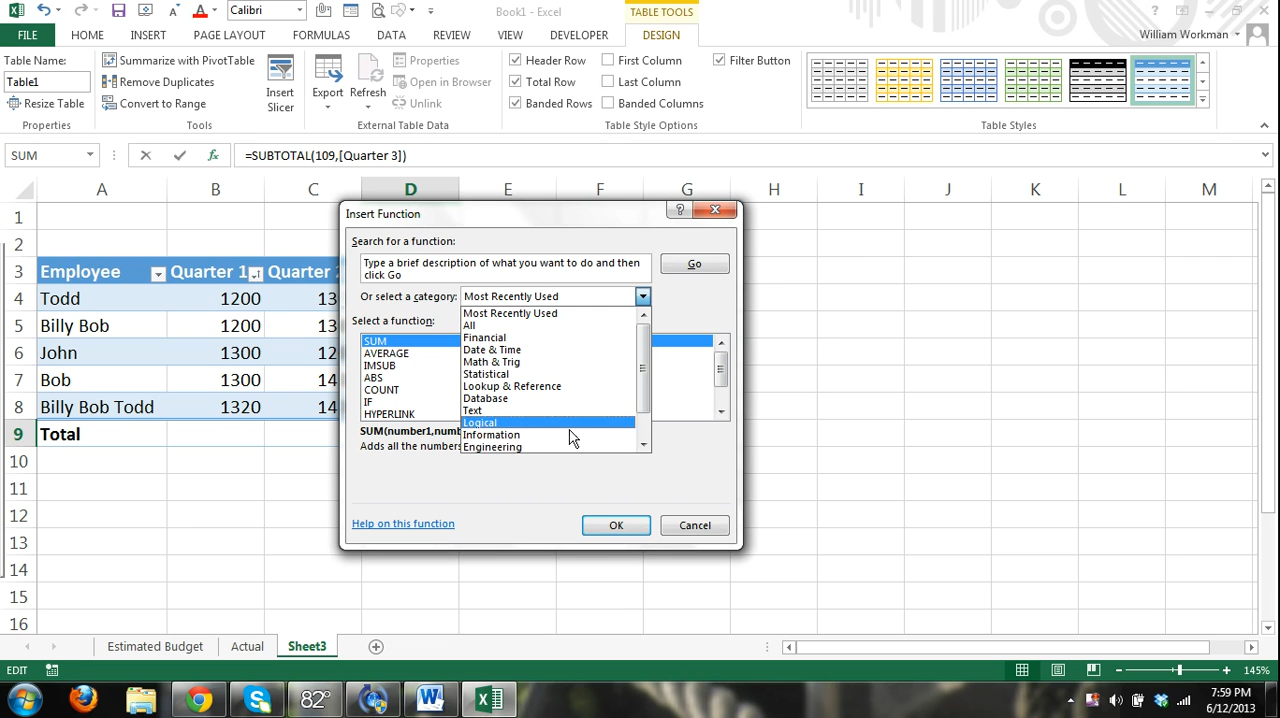 Calibri
Book1 - Excel
TABLE TOOLS
FILE HOME INSERT PAGE LAYOUT FORMULAS DATA REVIEW VIEW DEVELOPER DESIGN
William Workman
Table Name:
Table1
Resize Table
Properties
Summarize with PivotTable
Remove Duplicates
Convert to Range
Tools
Insert
Slicer
Export
Refresh
Properties
Open in Browser
Unlink
External Table Data
Header Row
Total Row
Banded Rows
First Column
Last Column
Banded Columns
Filter Button
Table Style Options
Table Styles
SUM
=SUBTOTAL(109,[Quarter 3])
A B C D E F G H I J K L M
1
2
3 Employee Quarter 1 Quarter
4 Todd 1200 13
5 Billy Bob 1200 13
6 John 1300 12
7 Bob 1300 14
8 Billy Bob Todd 1320 14
9 Total
10
11
12
13
14
15
16
Insert Function
Search for a function:
Type a brief description of what you want to do and then
click Go
Go
Or select a category:
Most Recently Used
Most Recently Used
All
Financial
Date & Time
Math & Trig
Statistical
Lookup & Reference
Database
Text
Logical
Information
Engineering
Select a function:
SUM
AVERAGE
IMSUB
ABS
COUNT
IF
HYPERLINK
SUM(number1,numb
Adds all the numbers
Help on this function
OK
Cancel
Estimated Budget Actual Sheet3
EDIT
145%
82°
7:59 PM
6/12/2013